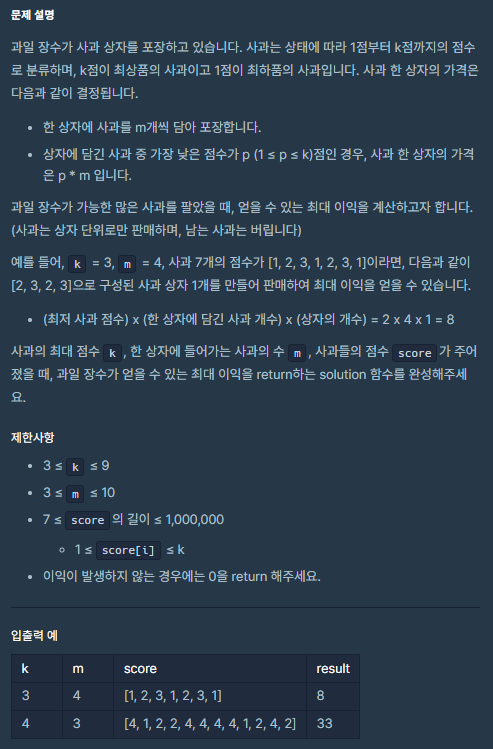 문제 설명
과일 장수가 사과 상자를 포장하고 있습니다. 사과는 상태에 따라 1점부터 k점까지의 점수
로 분류하며, k점이 최상품의 사과이고 1점이 최하품의 사과입니다. 사과 한 상자의 가격은
다음과 같이 결정됩니다.
• 한 상자에 사과를 m개씩 담아 포장합니다.
• 상자에 담긴 사과 중 가장 낮은 점수가 p (1 ≤ p ≤ k)점인 경우, 사과 한 상자의 가격
은 p * m 입니다.
과일 장수가 가능한 많은 사과를 팔았을 때, 얻을 수 있는 최대 이익을 계산하고자 합니다.
(사과는 상자 단위로만 판매하며, 남는 사과는 버립니다)
예를 들어, k = 3, m = 4, 사과 7개의 점수가 [1, 2, 3, 1, 2, 3, 1]이라면, 다음과 같이
[2, 3, 2, 3]으로 구성된 사과 상자 1개를 만들어 판매하여 최대 이익을 얻을 수 있습니다.
• (최저 사과 점수) x (한 상자에 담긴 사과 개수) x (상자의 개수) = 2 x 4 x 1 = 8
사과의 최대 점수 k, 한 상자에 들어가는 사과의 수 m, 사과들의 점수 score가 주어
졌을 때, 과일 장수가 얻을 수 있는 최대 이익을 return하는 solution 함수를 완성해주세
요.
제한사항
• 3 ≤ k ≤ 9
• 3 ≤ m ≤ 10
• 7 ≤ score의 길이 ≤ 1,000,000
◦ 1 ≤ score[i] ≤ k
• 이익이 발생하지 않는 경우에는 0을 return 해주세요.
입출력 예
k m score result
3 4 [1, 2, 3, 1, 2, 3, 1] 8
4 3 [4, 1, 2, 2, 4, 4, 4, 4, 1, 2, 4, 2] 33